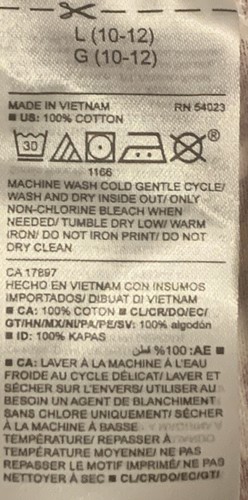 L (10-12)
G (10-12)
MADE IN VIETNAM RN 54023
■ US: 100% COTTON
30
®
1166
MACHINE WASH COLD GENTLE CYCLE/
WASH AND DRY INSIDE OUT/ ONLY
NON-CHLORINE BLEACH WHEN
NEEDED/ TUMBLE DRY LOW/ WARM
IRON/ DO NOT IRON PRINT/ DO NOT
DRY CLEAN
CA 17897
HECHO EN VIETNAM CON INSUMOS
IMPORTADOS/ DIBUAT DI VIETNAM
■ CA: 100% COTON ■ CL/CR/DO/EC/
GT/HN/MX/NI/PA/PE/SV: 100% algodón
■ ID: 100% KAPAS
■ AE: 100% قطن
■ CA: LAVER À LA MACHINE À L'EAU
FROIDE AU CYCLE DÉLICAT/ LAVER ET
SÉCHER SUR L'ENVERS/ UTILISER AU
BESOIN UN AGENT DE BLANCHIMENT
SANS CHLORE UNIQUEMENT/ SÉCHER
À LA MACHINE À BASSE
TEMPÉRATURE/ REPASSER À
TEMPÉRATURE MOYENNE/ NE PAS
REPASSER LE MOTIF IMPRIMÉ/ NE PAS
NETTOYER À SEC ■ CL/CR/DO/EC/GT/